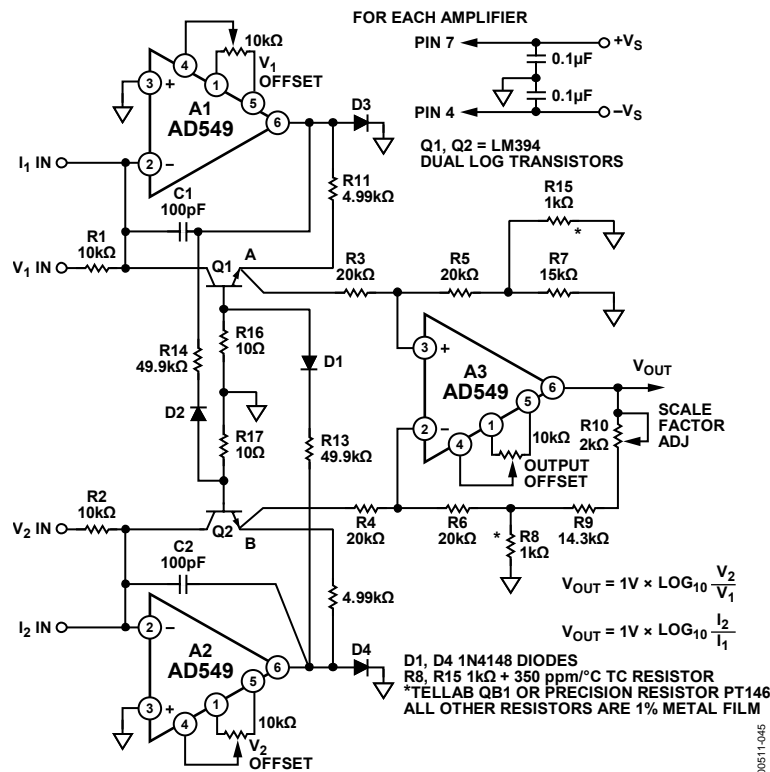 FOR EACH AMPLIFIER
PIN 7
+VS
0.1µF
0.1µF
PIN 4
–VS
Q1, Q2 = LM394
DUAL LOG TRANSISTORS
10kΩ
V1
OFFSET
4
3
+
1
5
A1
AD549
6
D3
I1 IN
2
–
C1
100pF
R11
4.99kΩ
R15
1kΩ
*
R1
10kΩ
V1 IN
Q1
A
R3
20kΩ
R5
20kΩ
R7
15kΩ
R16
10Ω
R14
49.9kΩ
D1
3
+
A3
AD549
6
VOUT
D2
5
2
–
1
4
10kΩ
OUTPUT
OFFSET
R10
2kΩ
SCALE
FACTOR
ADJ
R17
10Ω
R13
49.9kΩ
R2
10kΩ
V2 IN
Q2
B
R4
20kΩ
R6
20kΩ
*
R8
1kΩ
R9
14.3kΩ
C2
100pF
4.99kΩ
VOUT = 1V × LOG10 V2
V1
VOUT = 1V × LOG10 I2
I1
I2 IN
2
–
A2
AD549
6
D4
3
+
4
1
5
10kΩ
V2
OFFSET
D1, D4 1N4148 DIODES
R8, R15 1kΩ + 350 ppm/°C TC RESISTOR
*TELLAB QB1 OR PRECISION RESISTOR PT146
ALL OTHER RESISTORS ARE 1% METAL FILM
00511-045